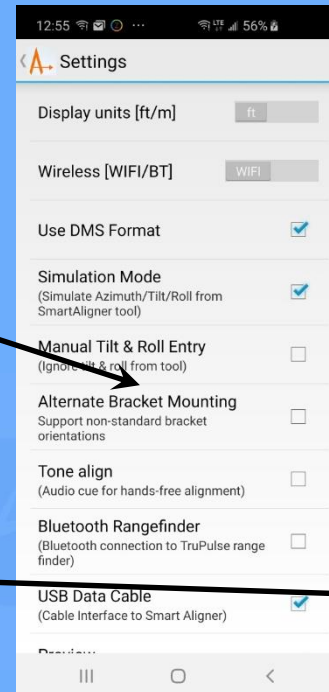 12:55 LTE 56%
Settings
Display units [ft/m] ft
Wireless [WIFI/BT] WIFI
Use DMS Format
Simulation Mode
(Simulate Azimuth/Tilt/Roll from
SmartAligner tool)
Manual Tilt & Roll Entry
(Ignore tilt & roll from tool)
Alternate Bracket Mounting
Support non-standard bracket
orientations
Tone align
(Audio cue for hands-free alignment)
Bluetooth Rangefinder
(Bluetooth connection to TruPulse range
finder)
USB Data Cable
(Cable Interface to Smart Aligner)